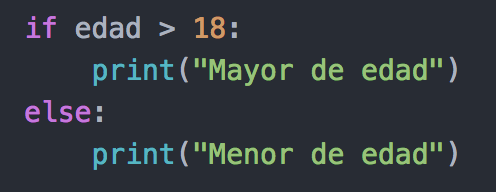 if edad > 18:
    print("Mayor de edad")
else:
    print("Menor de edad")